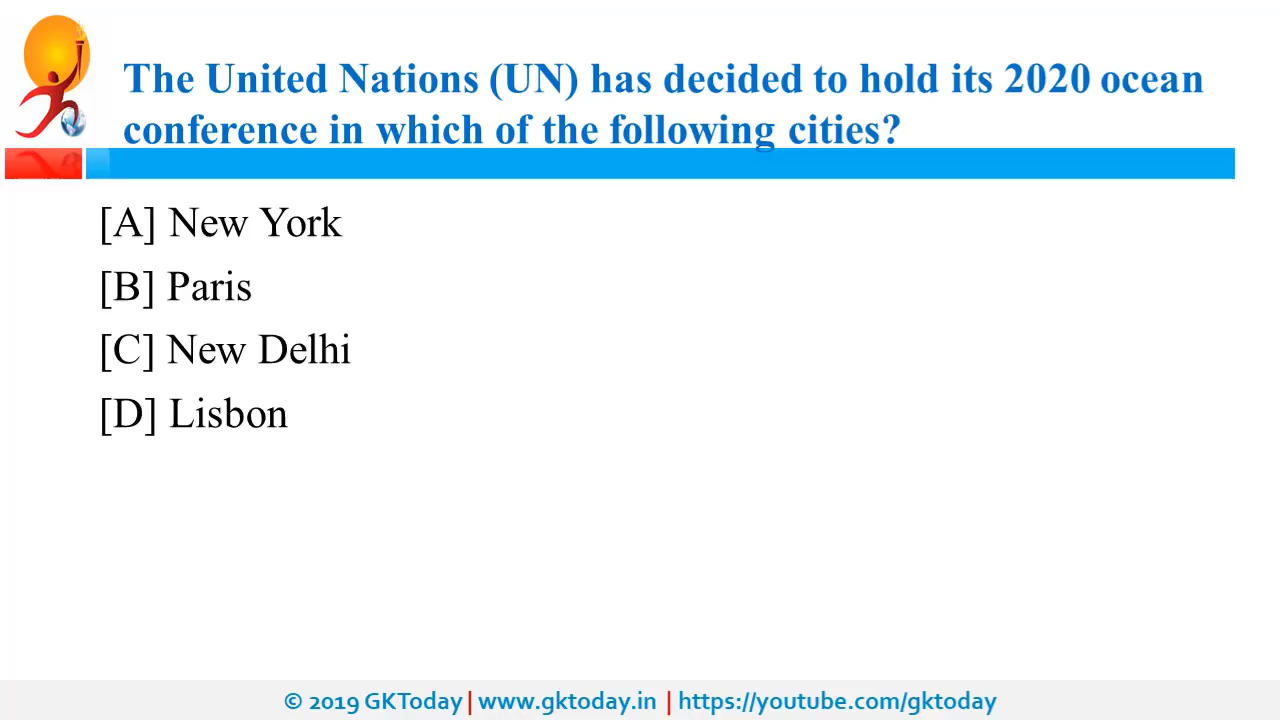 The United Nations (UN) has decided to hold its 2020 ocean
conference in which of the following cities?
[A] New York
[B] Paris
[C] New Delhi
[D] Lisbon
© 2019 GKToday | www.gktoday.in | https://youtube.com/gktoday